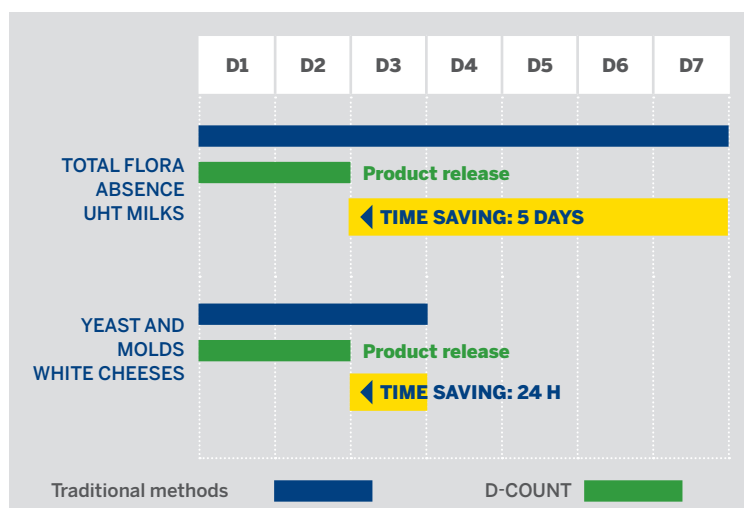 D1 D2 D3 D4 D5 D6 D7
TOTAL FLORA
ABSENCE
UHT MILKS
Product release
TIME SAVING: 5 DAYS
YEAST AND
MOLDS
WHITE CHEESES
Product release
TIME SAVING: 24 H
Traditional methods D-COUNT